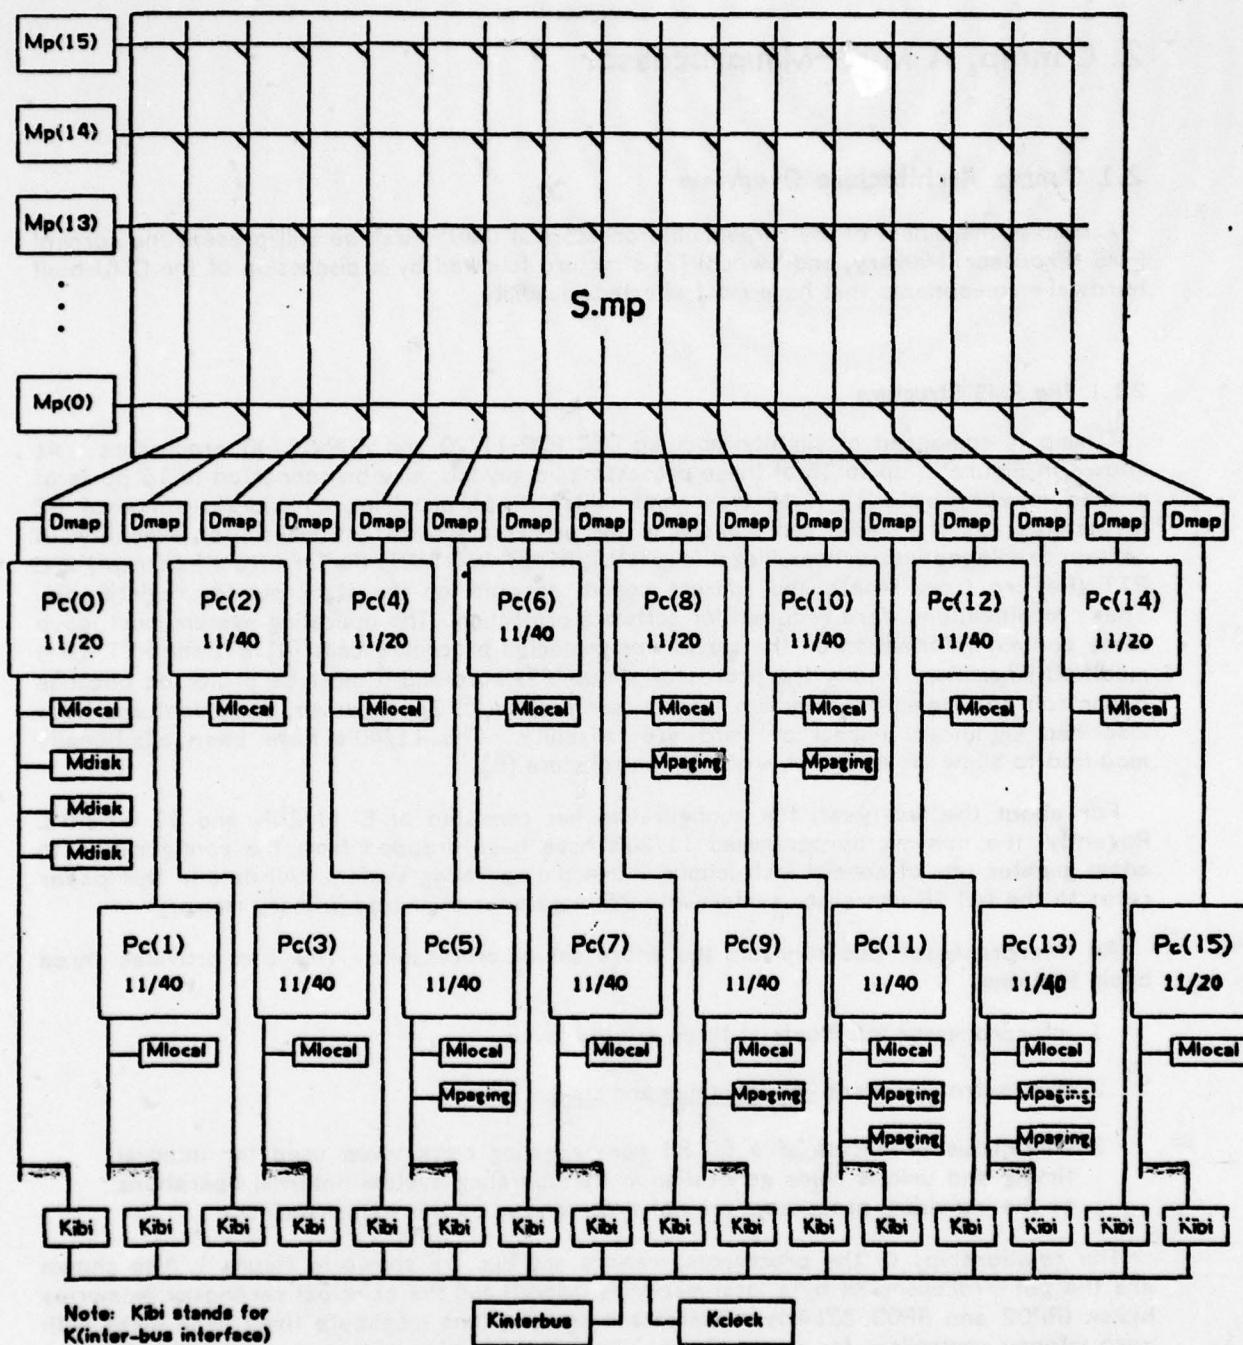 Mp(15)
Mp(14)
Mp(13)
S.mp
Mp(0)
Dmap Dmap Dmap Dmap Dmap Dmap Dmap Dmap Dmap Dmap Dmap Dmap Dmap Dmap Dmap Dmap
Pc(0) Pc(2) Pc(4) Pc(6) Pc(8) Pc(10) Pc(12) Pc(14)
11/20 11/40 11/20 11/40 11/20 11/40 11/40 11/20
Mlocal Mlocal Mlocal Mlocal Mlocal Mlocal Mlocal Mlocal
Mdisk Mpaging Mpaging
Mdisk
Mdisk
Pc(1) Pc(3) Pc(5) Pc(7) Pc(9) Pc(11) Pc(13) Pc(15)
11/40 11/40 11/40 11/40 11/40 11/40 11/40 11/20
Mlocal Mlocal Mlocal Mlocal Mlocal Mlocal Mlocal Mlocal
Mpaging Mpaging Mpaging Mpaging
Mpaging Mpaging
Kibi Kibi Kibi Kibi Kibi Kibi Kibi Kibi Kibi Kibi Kibi Kibi Kibi Kibi Kibi Kibi
Note: Kibi stands for
K(inter-bus interface)
Kinterbus Kclock